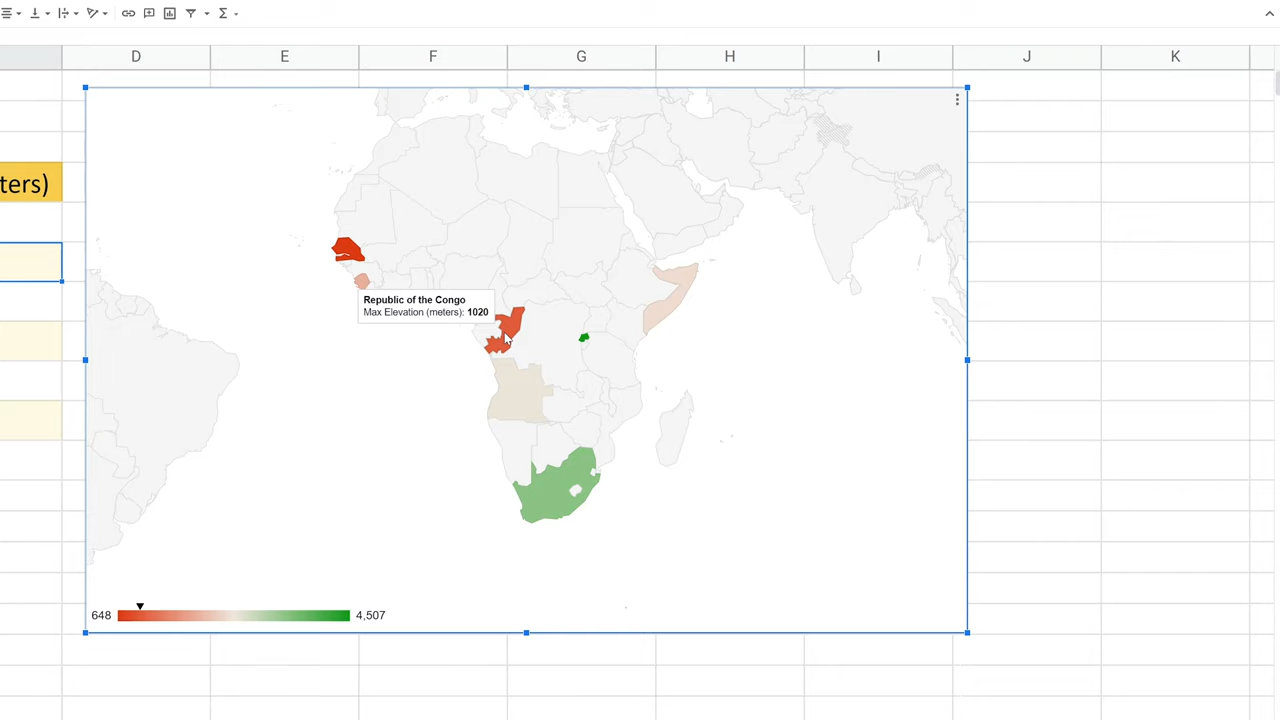 D E F G H I J K
ters)
Republic of the Congo
Max Elevation (meters): 1020
648 4,507